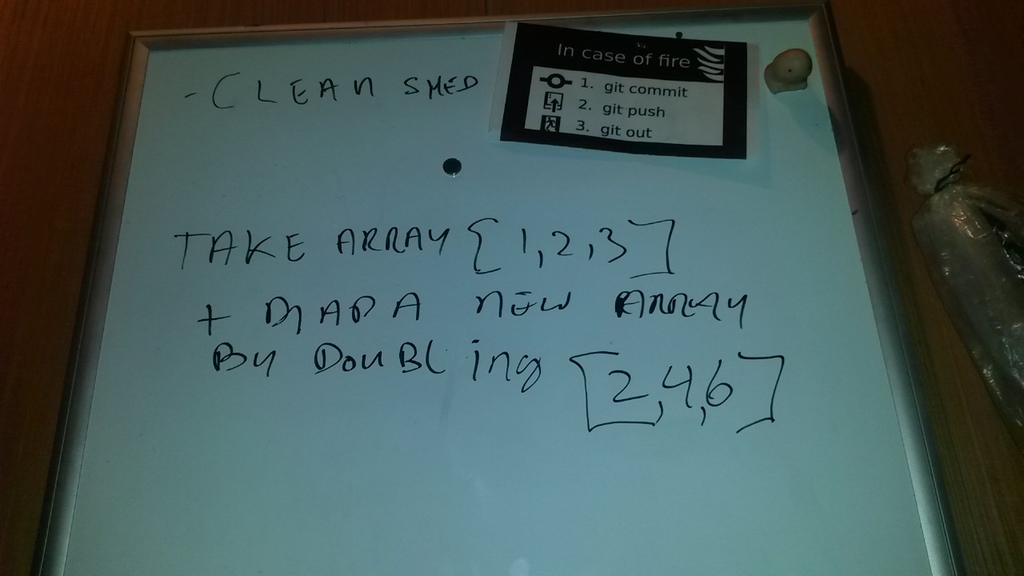 - CLEAN SHED
In case of fire
1. git commit
2. git push
3. git out
TAKE ARRAY [1,2,3]
+ MAP A NEW ARRAY
By DOUBLing [2,4,6]